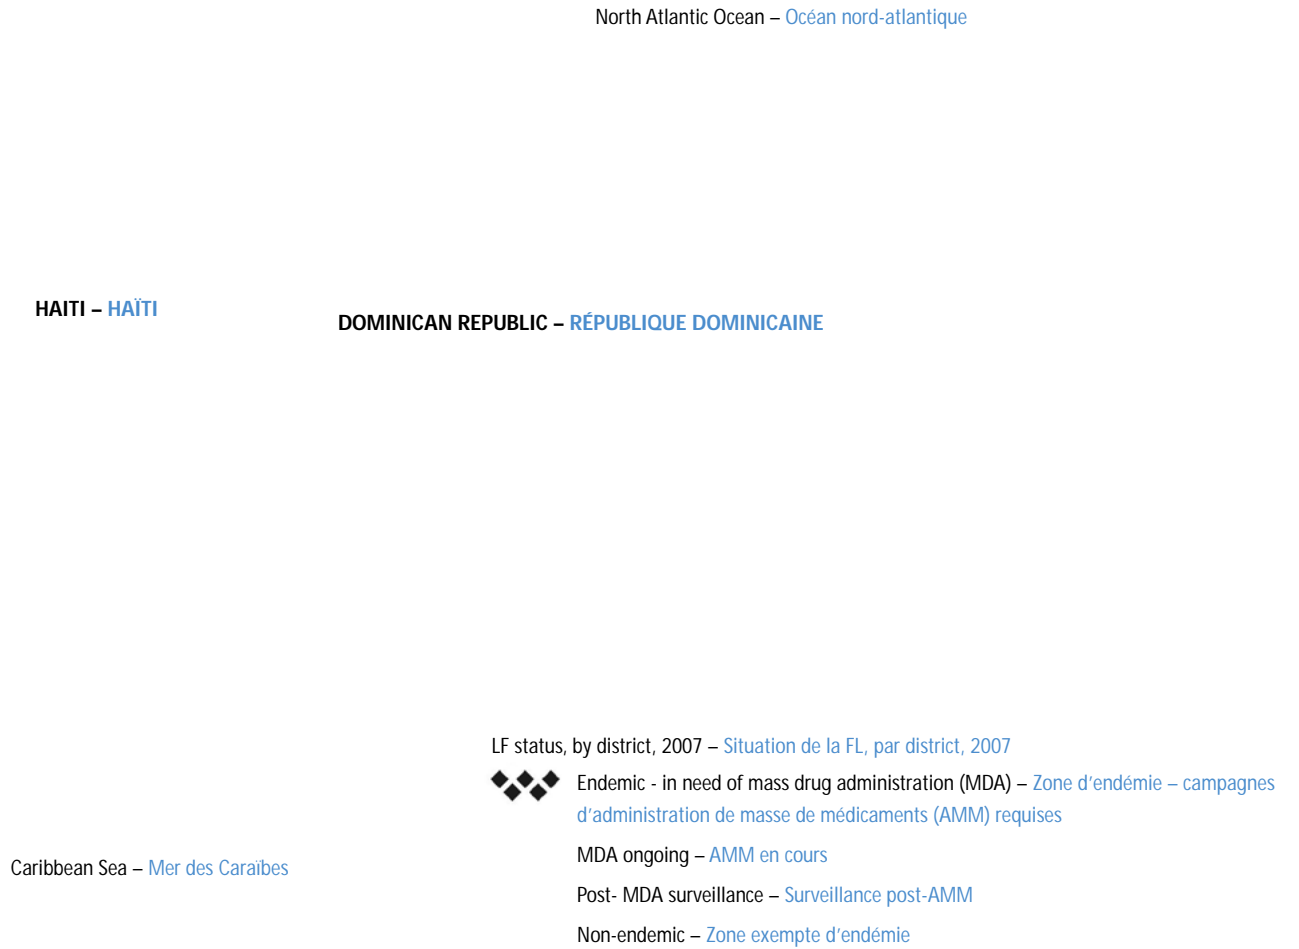 North Atlantic Ocean – Océan nord-atlantique
HAITI – HAÏTI
DOMINICAN REPUBLIC – RÉPUBLIQUE DOMINICAINE
LF status, by district, 2007 – Situation de la FL, par district, 2007
Endemic - in need of mass drug administration (MDA) – Zone d'endémie – campagnes
d'administration de masse de médicaments (AMM) requises
MDA ongoing – AMM en cours
Caribbean Sea – Mer des Caraïbes
Post- MDA surveillance – Surveillance post-AMM
Non-endemic – Zone exempte d'endémie